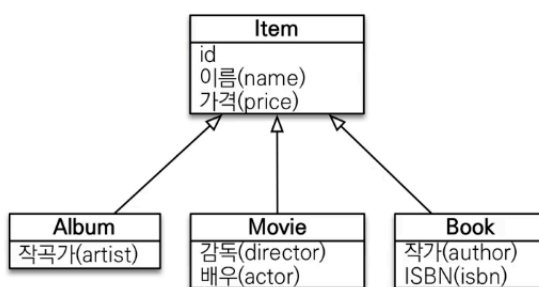 Item
id
이름(name)
가격(price)
Album
작곡가(artist)
Movie
감독(director)
배우(actor)
Book
작가(author)
ISBN(isbn)